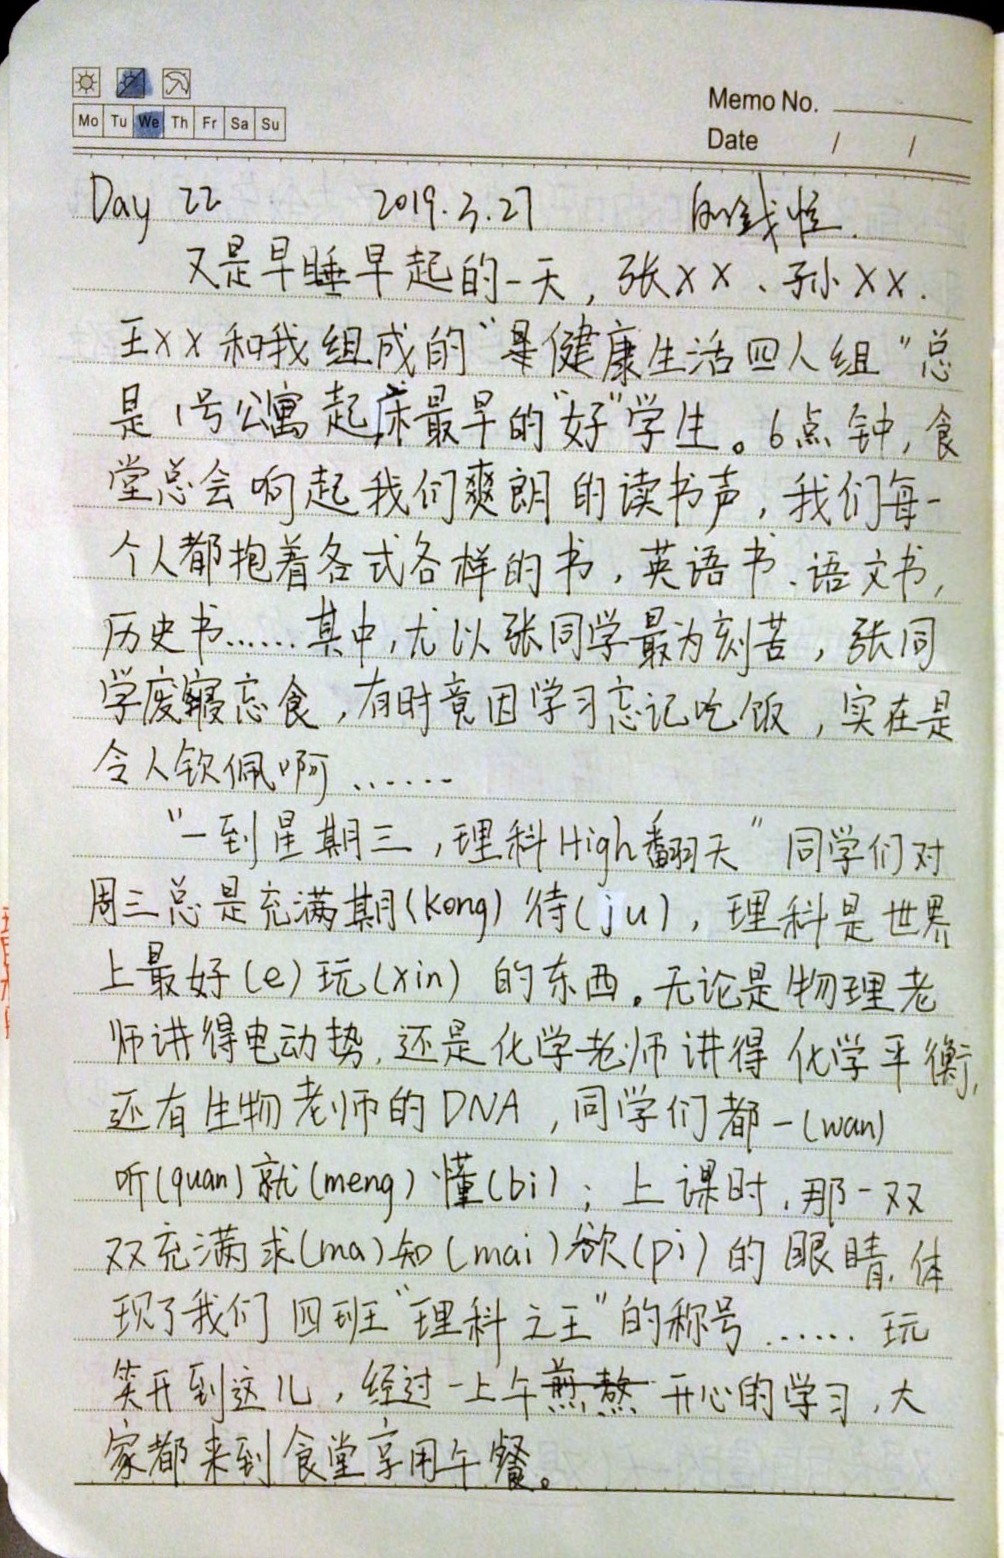 Mo Tu We Th Fr Sa Su
Memo No.
Date / /
Day 22 2019.3.27
又是早睡早起的一天，张XX、孙XX、
王XX和我组成的“健康生活四人组”总
是1号公寓起床最早的“好”学生。6点钟，食
堂总会响起我们爽朗的读书声，我们每一
个人都抱着各式各样的书，英语书、语文书，
历史书……其中，尤以张同学最为刻苦，张同
学废寝忘食，有时竟因学习忘记吃饭，实在是
令人钦佩啊……
“一到星期三，理科High翻天”同学们对
周三总是充满期(kong)待(ju)，理科是世界
上最好(e)玩(xin)的东西。无论是物理老
师讲得电动势，还是化学老师讲得化学平衡，
还有生物老师的DNA，同学们都一(wan)
听(quan)就(meng)懂(bi)；上课时，那一双
双充满求(ma)知(mai)欲(pi)的眼睛，体
现了我们四班“理科之王”的称号……玩
笑开到这儿，经过一上午煎熬开心的学习，大
家都来到食堂享用午餐。